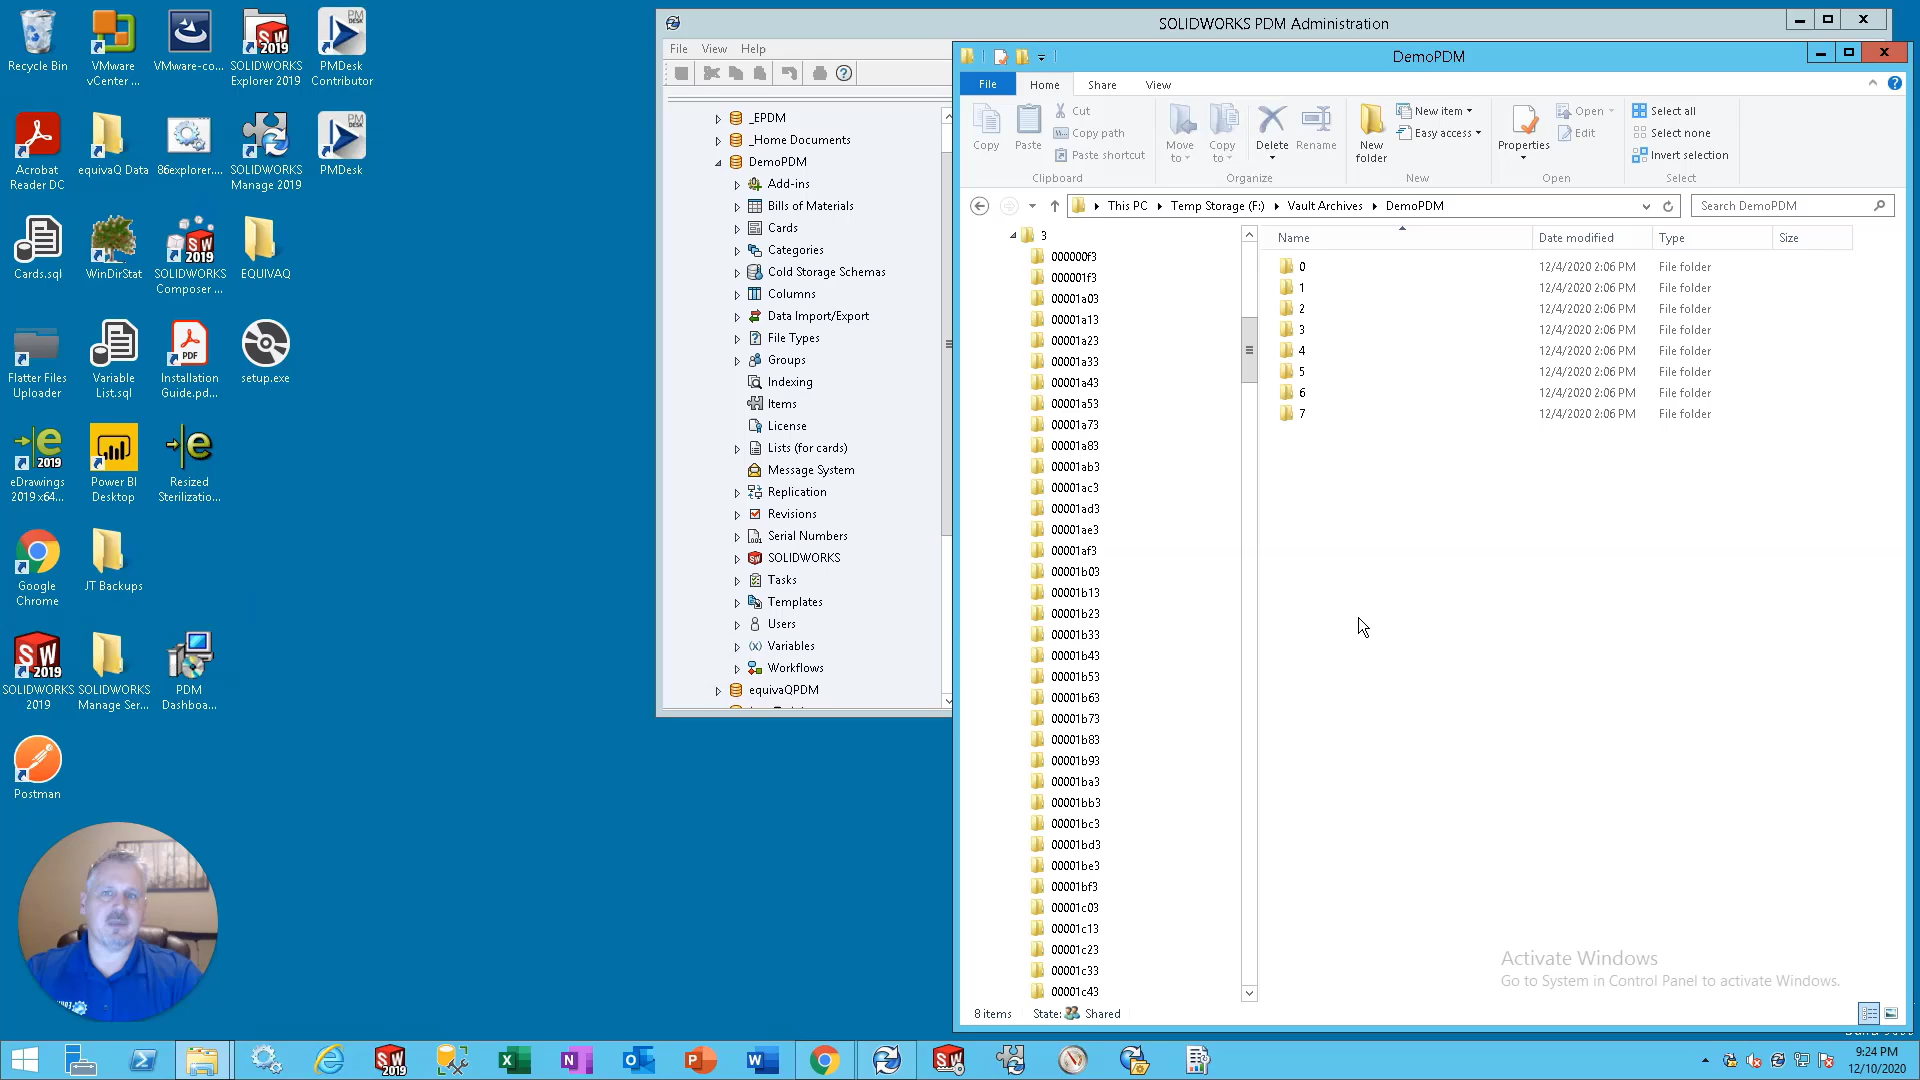 Recycle Bin
VMware
vCenter ...
VMware-co...
SOLIDWORKS
Explorer 2019
PMDesk
Contributor
Acrobat
Reader DC
equivaQ Data
86explorer....
SOLIDWORKS
Manage 2019
PMDesk
Cards.sql
WinDirStat
SOLIDWORKS
Composer ...
EQUIVAQ
Flatter Files
Uploader
Variable
List.sql
Installation
Guide.pd...
setup.exe
eDrawings
2019 x64...
Power BI
Desktop
Resized
Sterilizatio...
Google
Chrome
JT Backups
SOLIDWORKS
2019
SOLIDWORKS
Manage Ser...
PDM
Dashboa...
Postman
SOLIDWORKS PDM Administration
File View Help
_EPDM
_Home Documents
DemoPDM
Add-ins
Bills of Materials
Cards
Categories
Cold Storage Schemas
Columns
Data Import/Export
File Types
Groups
Indexing
Items
License
Lists (for cards)
Message System
Replication
Revisions
Serial Numbers
SOLIDWORKS
Tasks
Templates
Users
Variables
Workflows
equivaQPDM
DemoPDM
File Home Share View
Copy
Paste
Cut
Copy path
Paste shortcut
Clipboard
Move
to
Copy
to
Delete
Rename
Organize
New
folder
New item
Easy access
New
Properties
Open
Edit
Open
Select all
Select none
Invert selection
Select
This PC Temp Storage (F:) Vault Archives DemoPDM
Search DemoPDM
3
000000f3
000001f3
00001a03
00001a13
00001a23
00001a33
00001a43
00001a53
00001a73
00001a83
00001ab3
00001ac3
00001ad3
00001ae3
00001af3
00001b03
00001b13
00001b23
00001b33
00001b43
00001b53
00001b63
00001b73
00001b83
00001b93
00001ba3
00001bb3
00001bc3
00001bd3
00001be3
00001bf3
00001c03
00001c13
00001c23
00001c33
00001c43
Name Date modified Type Size
0 12/4/2020 2:06 PM File folder
1 12/4/2020 2:06 PM File folder
2 12/4/2020 2:06 PM File folder
3 12/4/2020 2:06 PM File folder
4 12/4/2020 2:06 PM File folder
5 12/4/2020 2:06 PM File folder
6 12/4/2020 2:06 PM File folder
7 12/4/2020 2:06 PM File folder
Activate Windows
Go to System in Control Panel to activate Windows.
8 items State: Shared
9:24 PM
12/10/2020